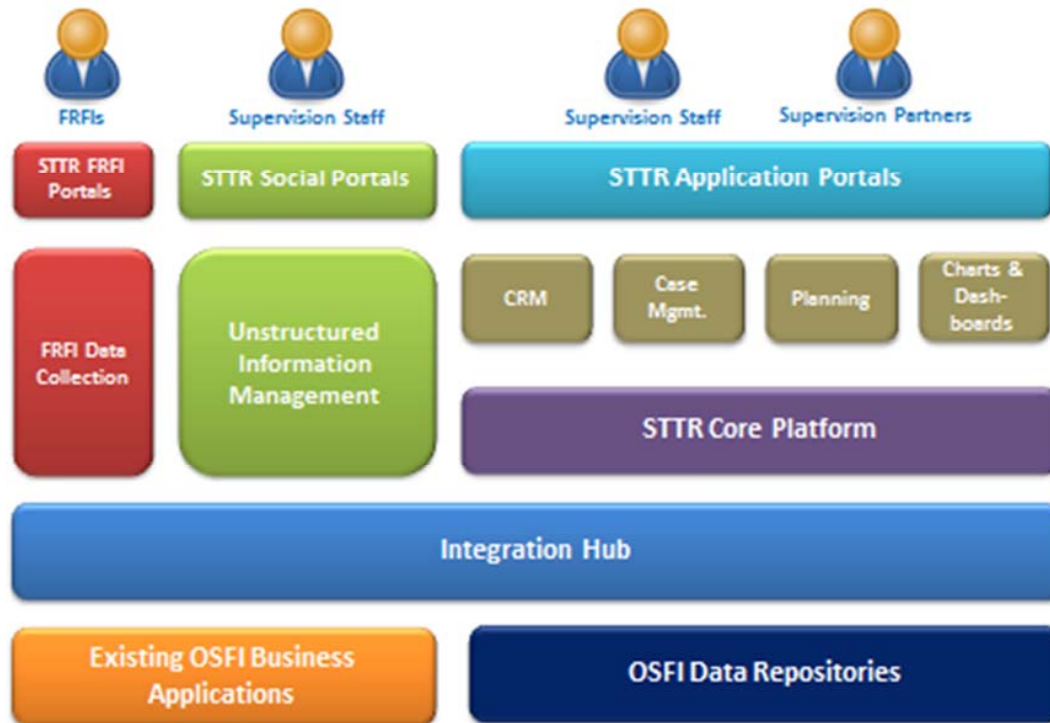 FRFIs
Supervision Staff
Supervision Staff
Supervision Partners
STTR FRFI
Portals
STTR Social Portals
STTR Application Portals
FRFI Data
Collection
Unstructured
Information
Management
CRM
Case
Mgmt.
Planning
Charts &
Dash-
boards
STTR Core Platform
Integration Hub
Existing OSFI Business
Applications
OSFI Data Repositories